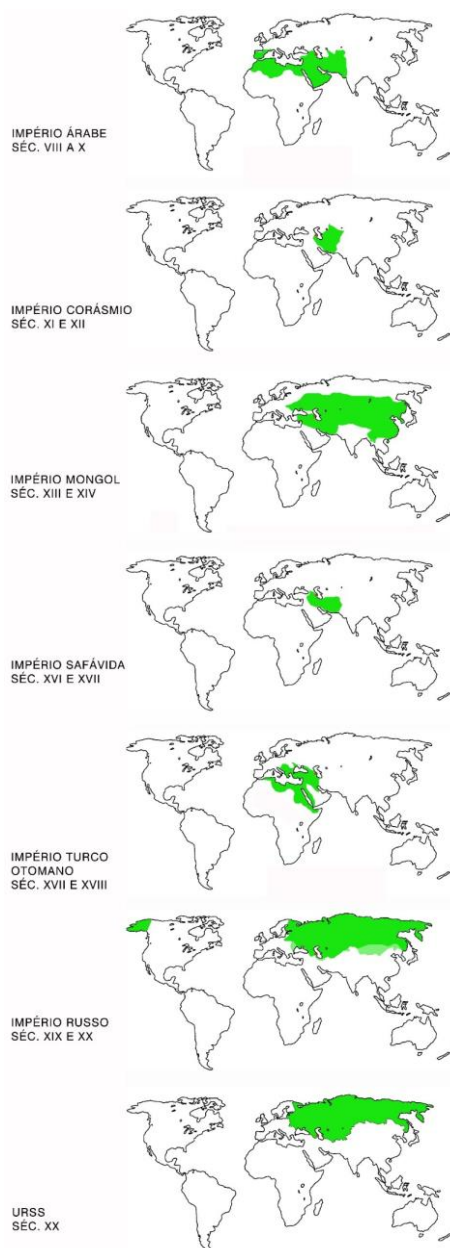 IMPÉRIO ÁRABE
SÉC. VIII A X
IMPÉRIO CORÁSMIO
SÉC. XI E XII
IMPÉRIO MONGOL
SÉC. XIII E XIV
IMPÉRIO SAFÁVIDA
SÉC. XVI E XVII
IMPÉRIO TURCO
OTOMANO
SÉC. XVII E XVIII
IMPÉRIO RUSSO
SÉC. XIX E XX
URSS
SÉC. XX